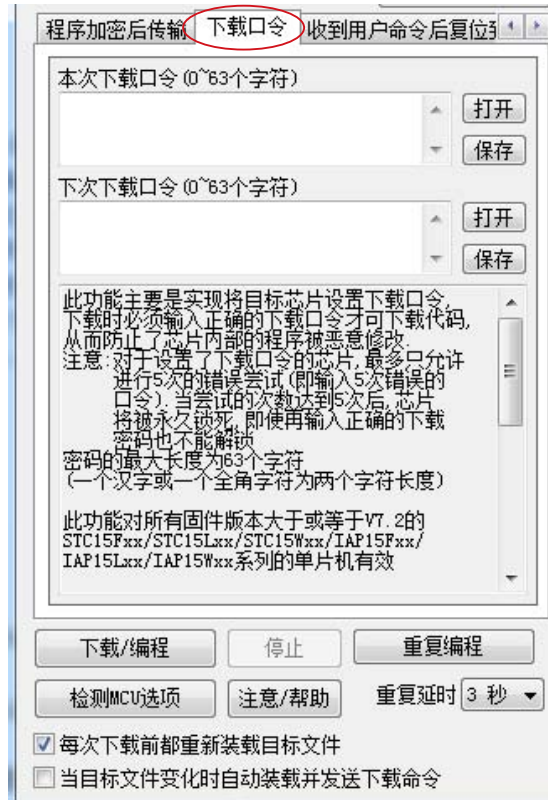 程序加密后传输 下载口令 收到用户命令后复位到
本次下载口令(0~63个字符)
打开
保存
下次下载口令(0~63个字符)
打开
保存
此功能主要是实现将目标芯片设置下载口令,
下载时必须输入正确的下载口令才可下载代码,
从而防止了芯片内部的程序被恶意修改.
注意:对于设置了下载口令的芯片,最多只允许
进行5次的错误尝试(即输入5次错误的
口令).当尝试的次数达到5次后,芯片
将被永久锁死,即使再输入正确的下载
密码也不能解锁
密码的最大长度为63个字符
(一个汉字或一个全角字符为两个字符长度)
此功能对所有固件版本大于或等于V7.2的
STC15Fxx/STC15Lxx/STC15Wxx/IAP15Fxx/
IAP15Lxx/IAP15Wxx系列的单片机有效
下载/编程 停止 重复编程
检测MCU选项 注意/帮助 重复延时 3 秒
每次下载前都重新装载目标文件
当目标文件变化时自动装载并发送下载命令